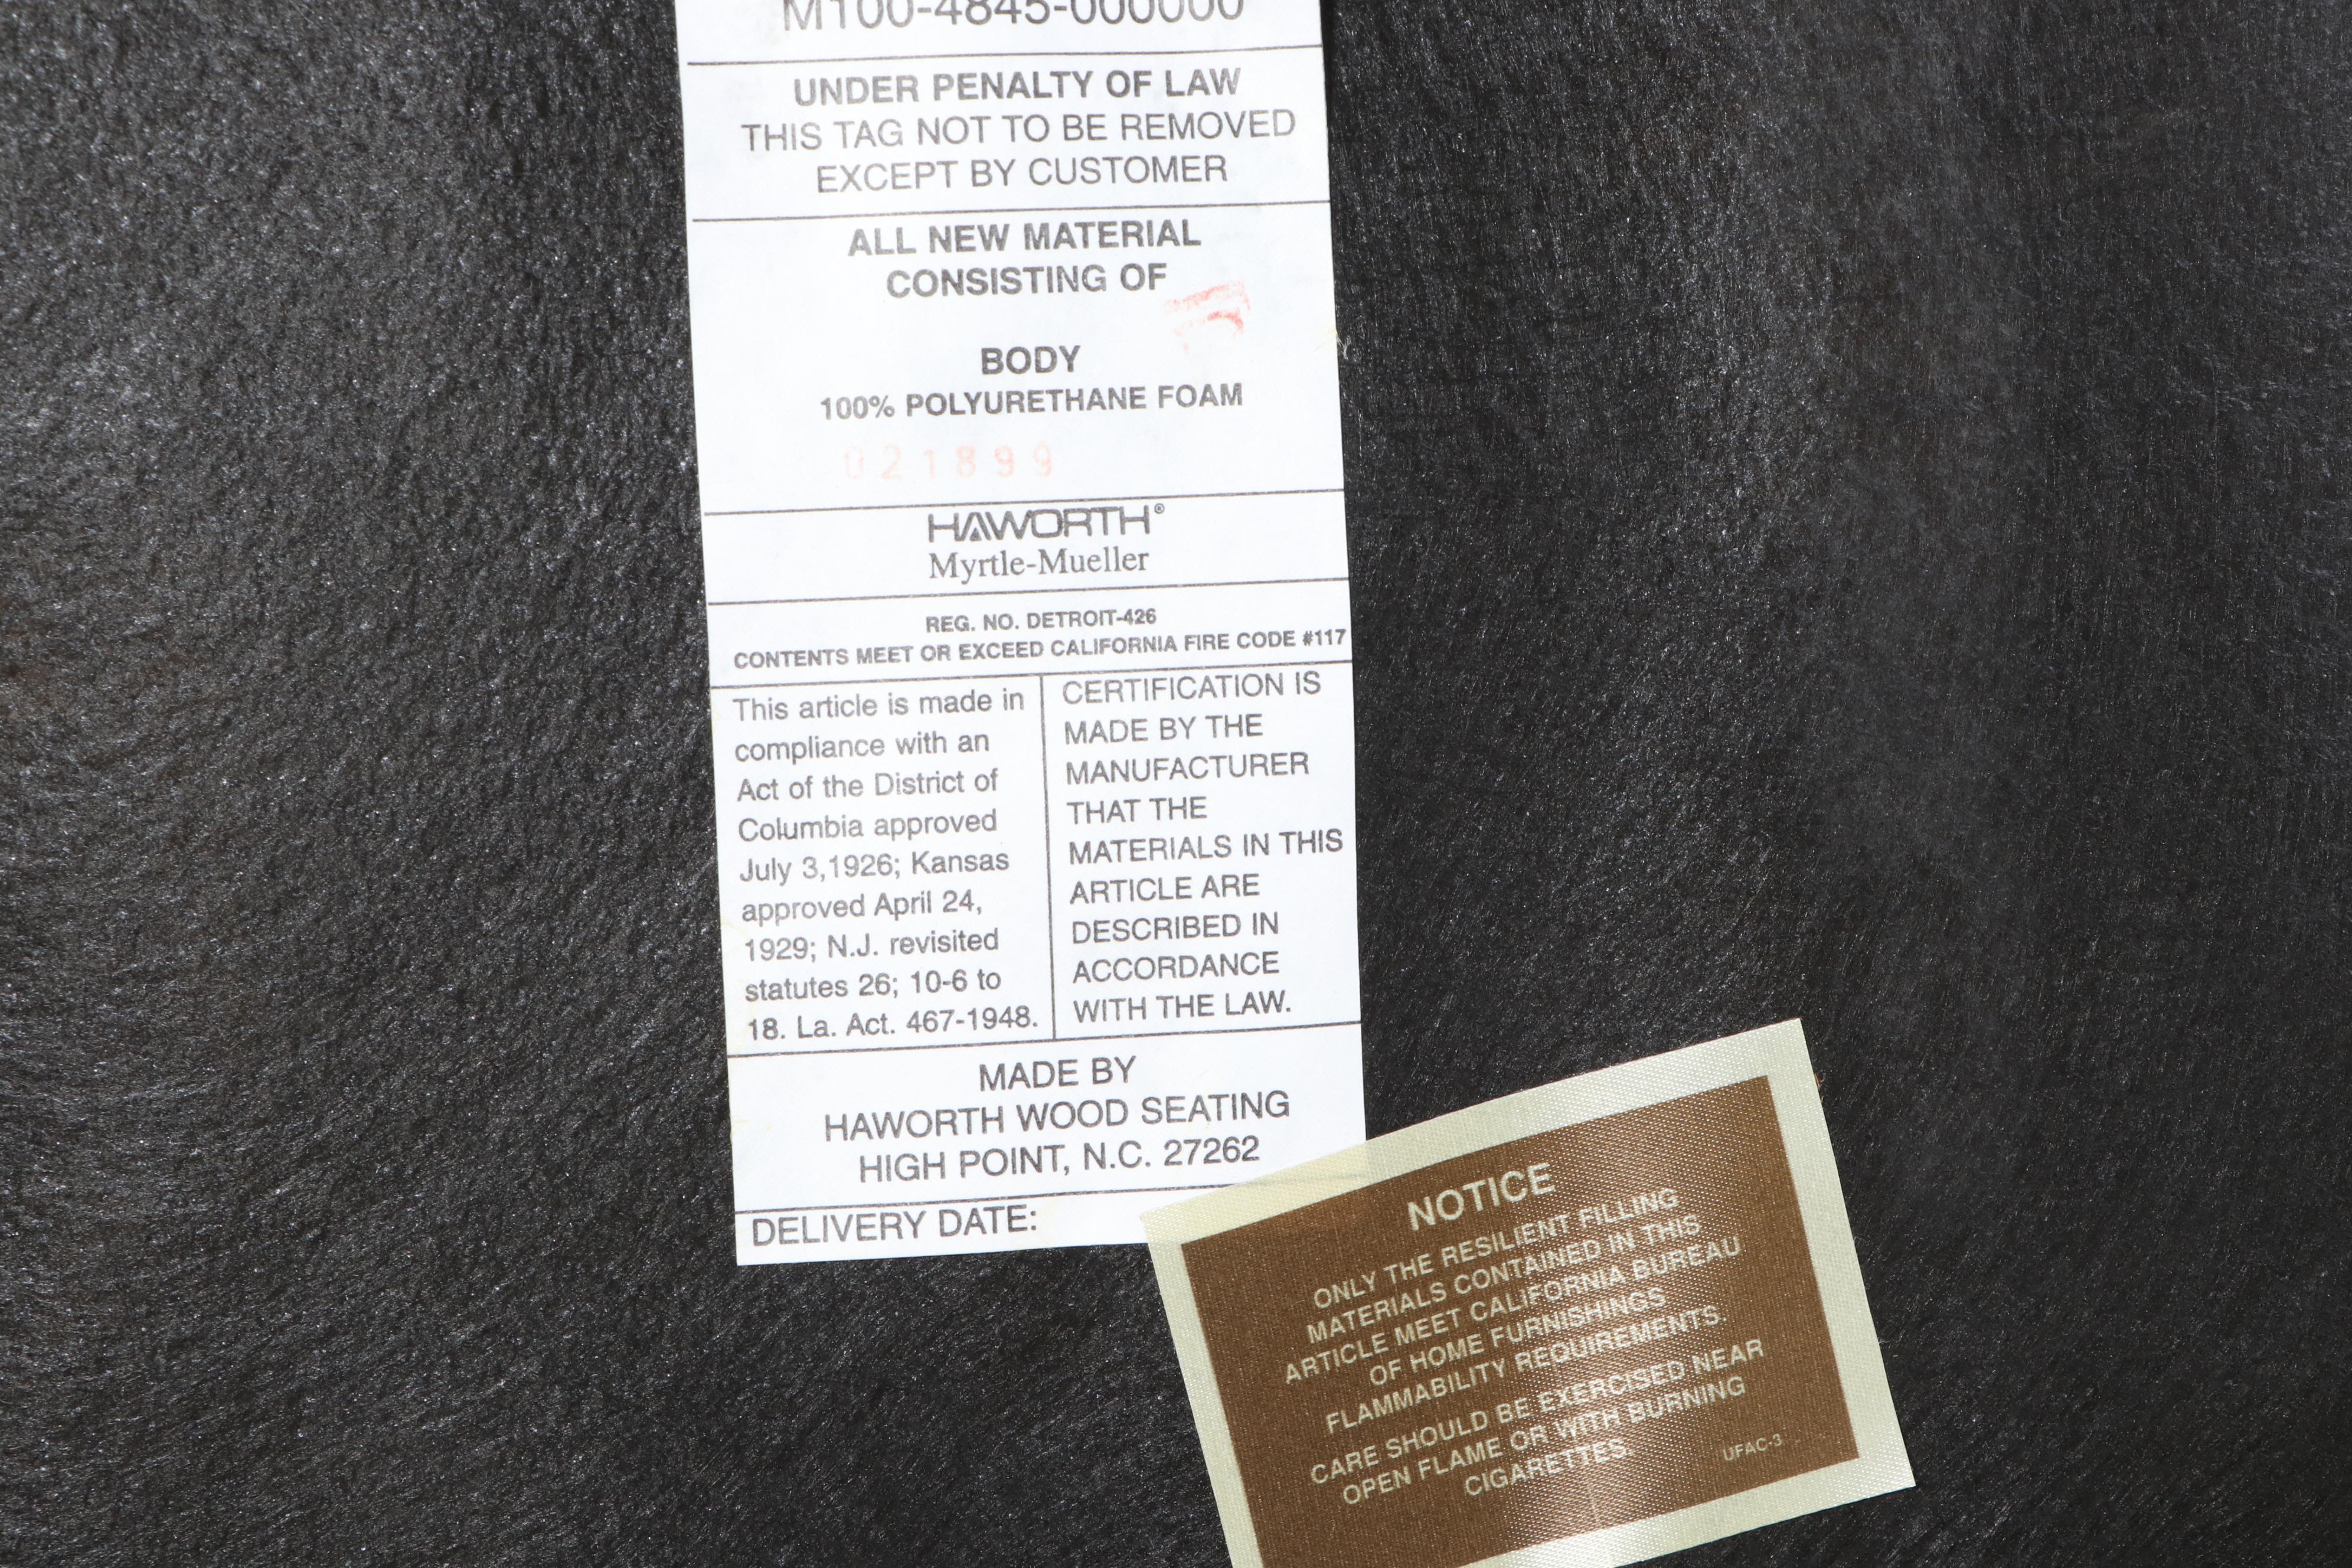 M100-4845-000000
UNDER PENALTY OF LAW
THIS TAG NOT TO BE REMOVED
EXCEPT BY CUSTOMER
ALL NEW MATERIAL
CONSISTING OF
BODY
100% POLYURETHANE FOAM
021899
HAWORTH®
Myrtle-Mueller
REG. NO. DETROIT-426
CONTENTS MEET OR EXCEED CALIFORNIA FIRE CODE #117
This article is made in
compliance with an
Act of the District of
Columbia approved
July 3,1926; Kansas
approved April 24,
1929; N.J. revisited
statutes 26; 10-6 to
18. La. Act. 467-1948.
CERTIFICATION IS
MADE BY THE
MANUFACTURER
THAT THE
MATERIALS IN THIS
ARTICLE ARE
DESCRIBED IN
ACCORDANCE
WITH THE LAW.
MADE BY
HAWORTH WOOD SEATING
HIGH POINT, N.C. 27262
DELIVERY DATE:
NOTICE
ONLY THE RESILIENT FILLING
MATERIALS CONTAINED IN THIS
ARTICLE MEET CALIFORNIA BUREAU
OF HOME FURNISHINGS
FLAMMABILITY REQUIREMENTS.
CARE SHOULD BE EXERCISED NEAR
OPEN FLAME OR WITH BURNING
CIGARETTES.
UFAC-3